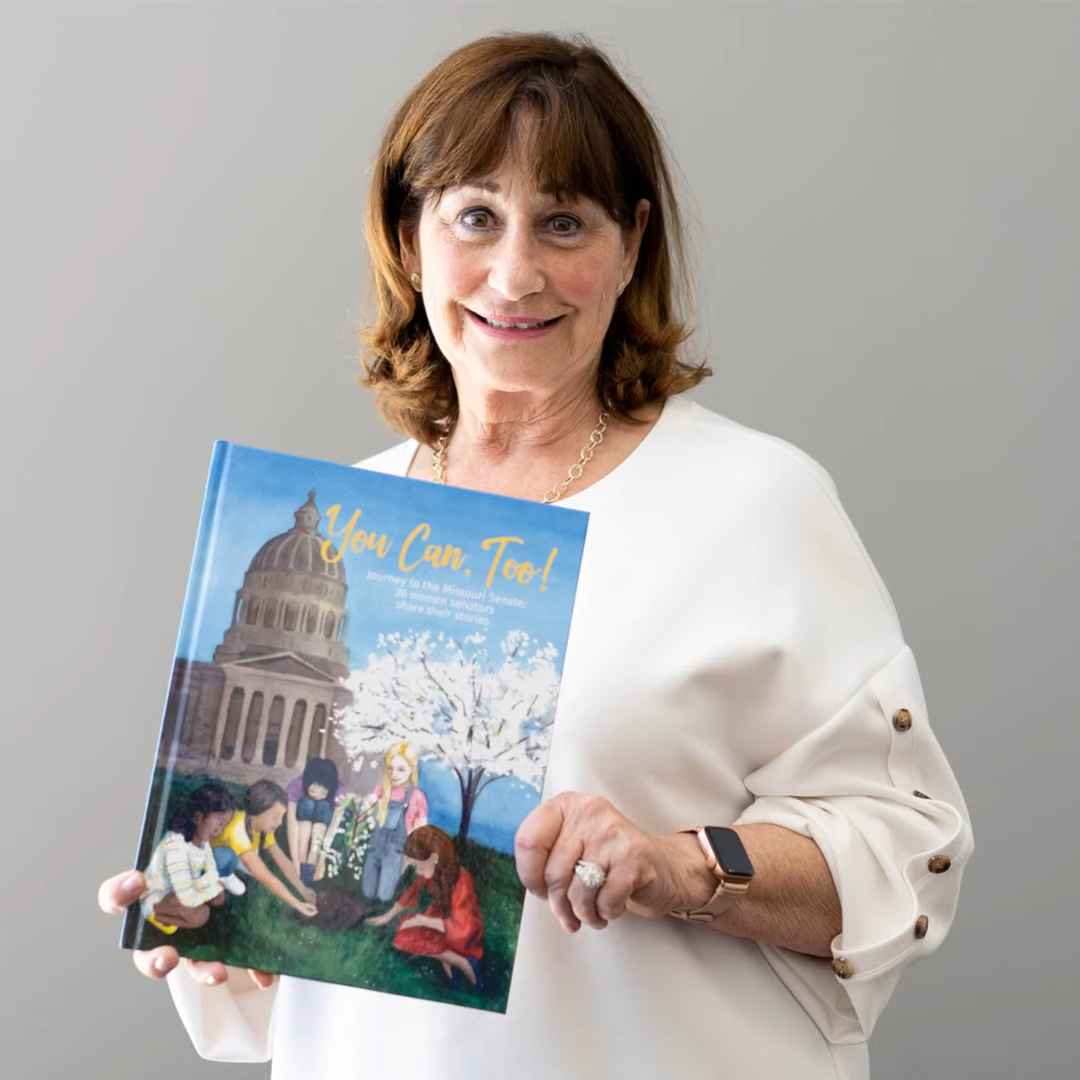 You Can, Too!
Journey to the Missouri Senate:
26 women senators
share their stories